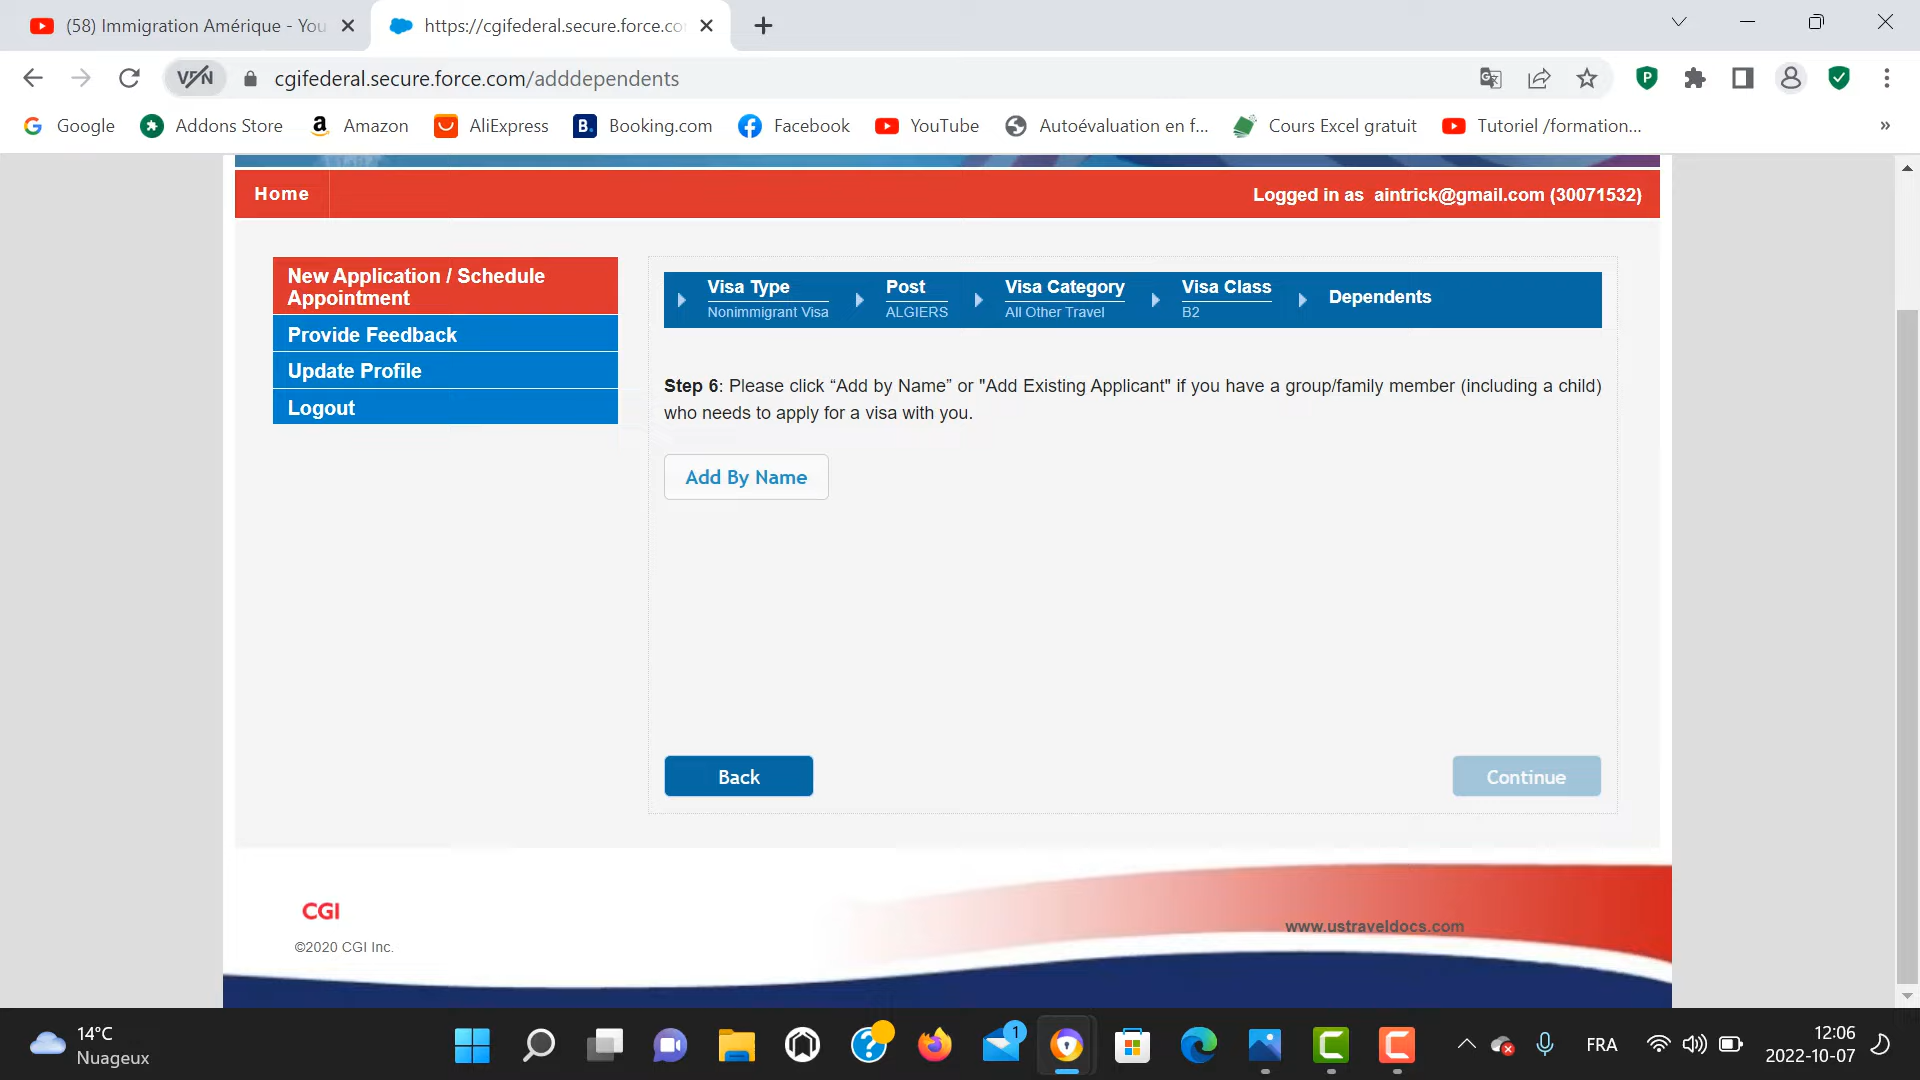 (58) Immigration Amérique - You
https://cgifederal.secure.force.co
VPN
cgifederal.secure.force.com/adddependents
Google
Addons Store
Amazon
AliExpress
Booking.com
Facebook
YouTube
Autoévaluation en f...
Cours Excel gratuit
Tutoriel /formation...
»
Home
Logged in as aintrick@gmail.com (30071532)
New Application / Schedule
Appointment
Provide Feedback
Update Profile
Logout
Visa Type
Nonimmigrant Visa
Post
ALGIERS
Visa Category
All Other Travel
Visa Class
B2
Dependents
Step 6: Please click “Add by Name” or "Add Existing Applicant" if you have a group/family member (including a child)
who needs to apply for a visa with you.
Add By Name
Back
Continue
CGI
©2020 CGI Inc.
www.ustraveldocs.com
14°C
Nuageux
1
FRA
12:06
2022-10-07